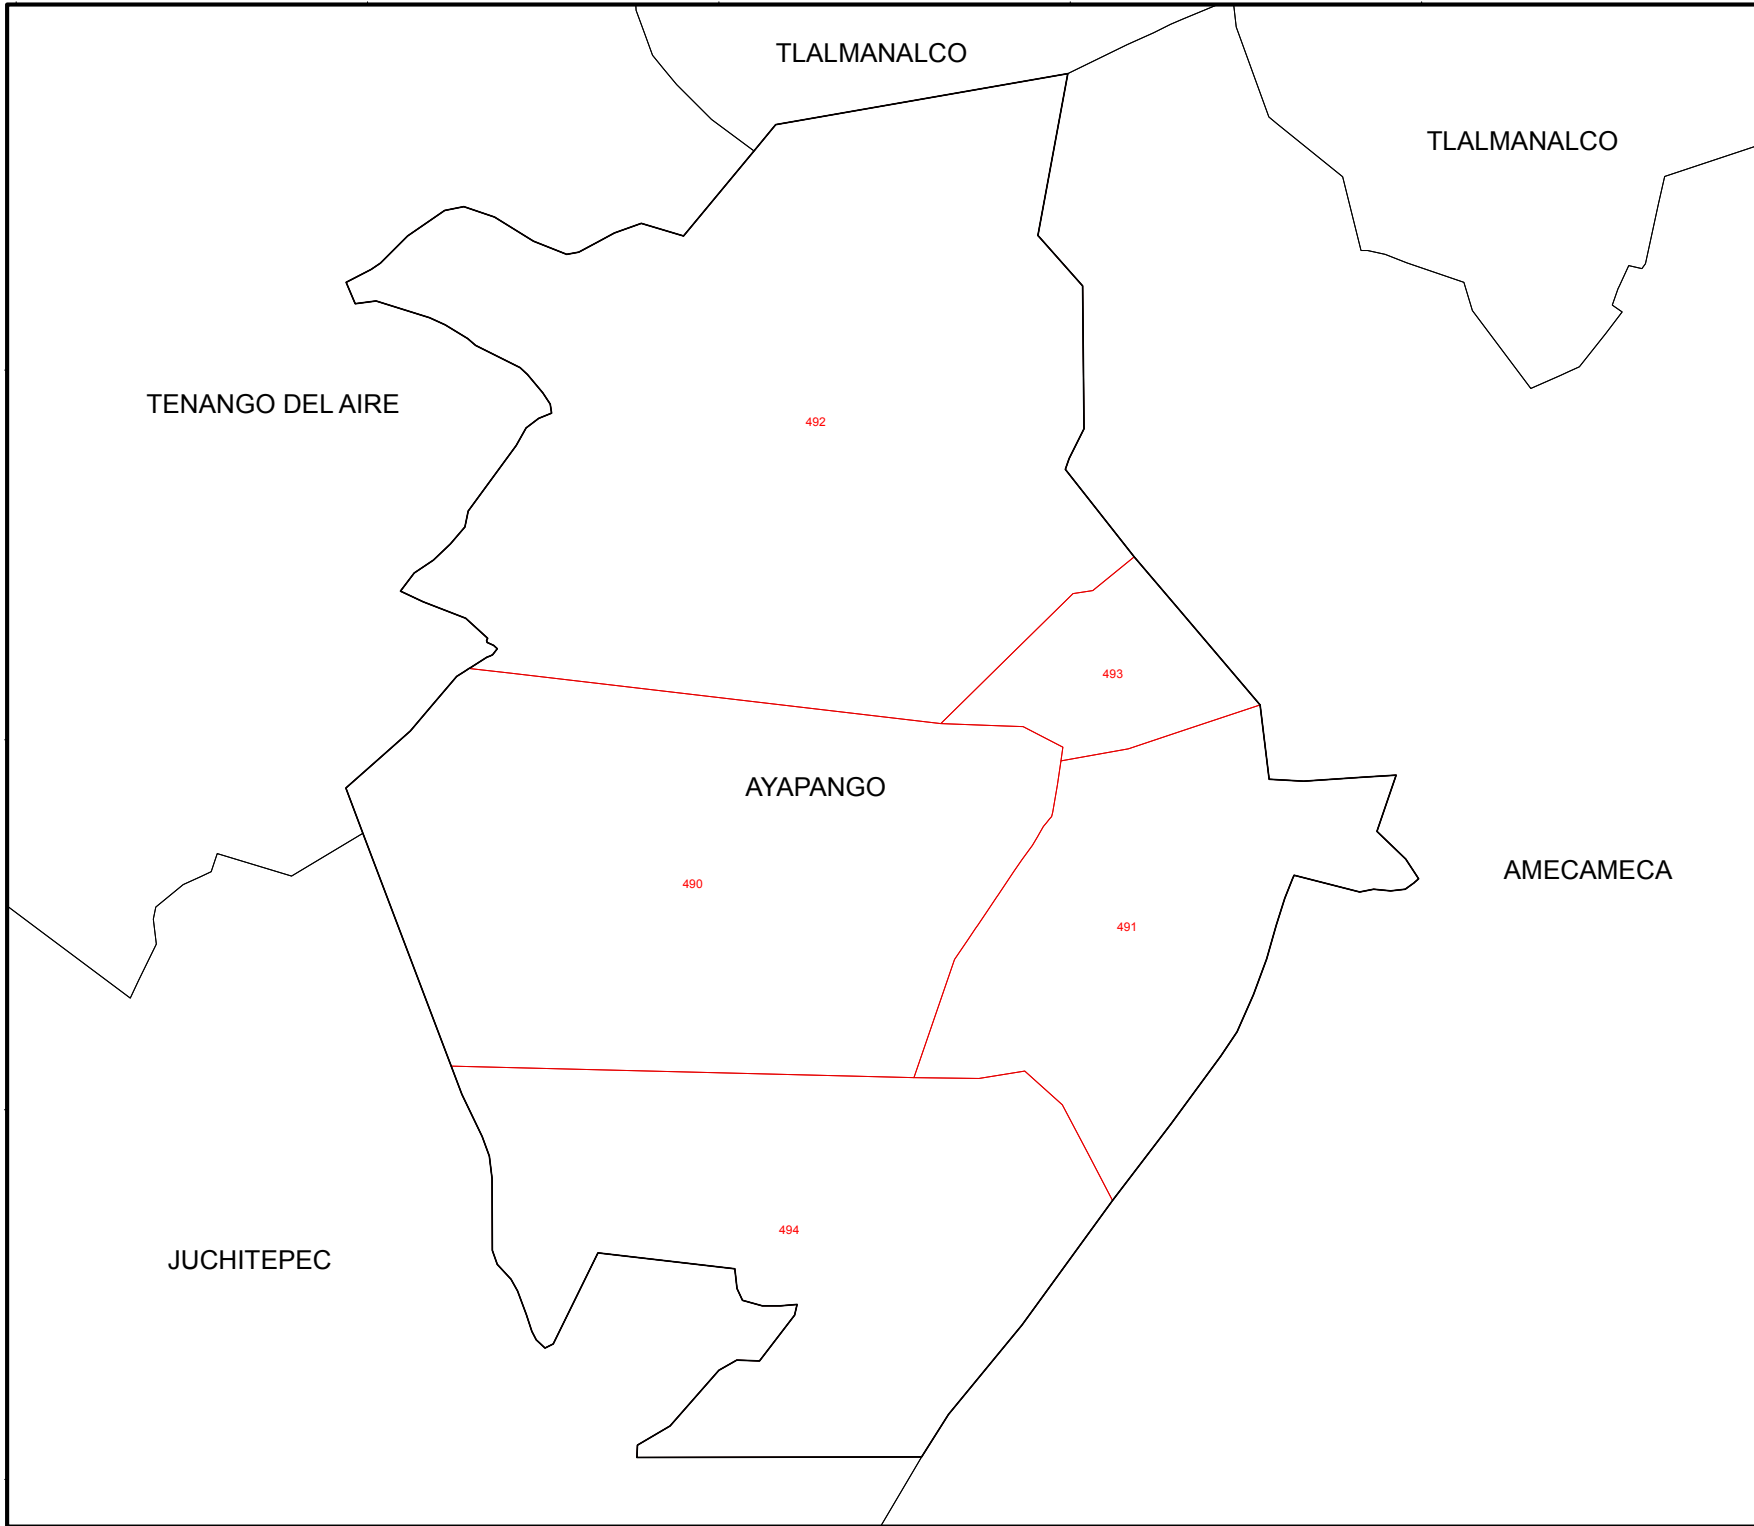 TLALMANALCO
TLALMANALCO
TENANGO DEL AIRE
492
493
AYAPANGO
AMECAMECA
490
491
494
JUCHITEPEC